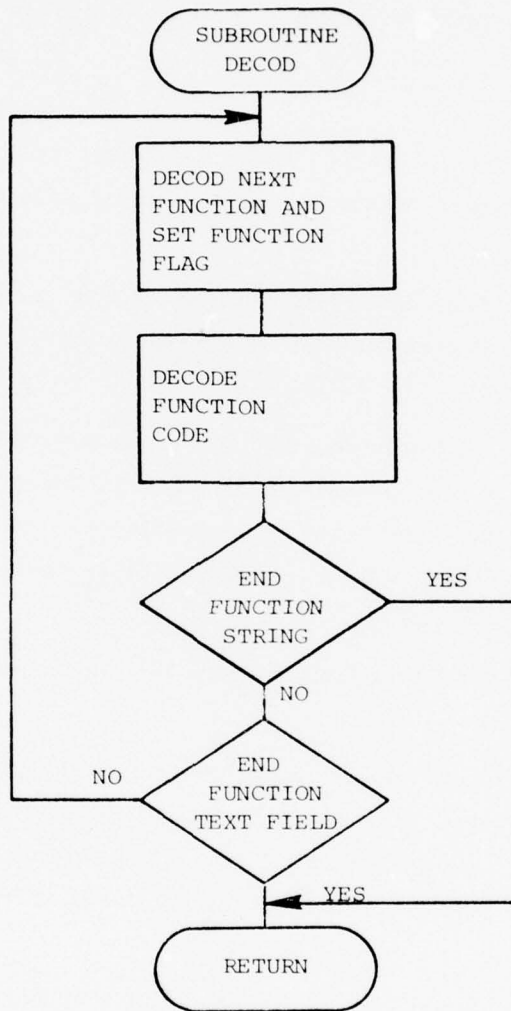 SUBROUTINE
DECOD
DECOD NEXT
FUNCTION AND
SET FUNCTION
FLAG
DECODE
FUNCTION
CODE
END
FUNCTION
STRING
YES
NO
END
FUNCTION
TEXT FIELD
NO
YES
RETURN